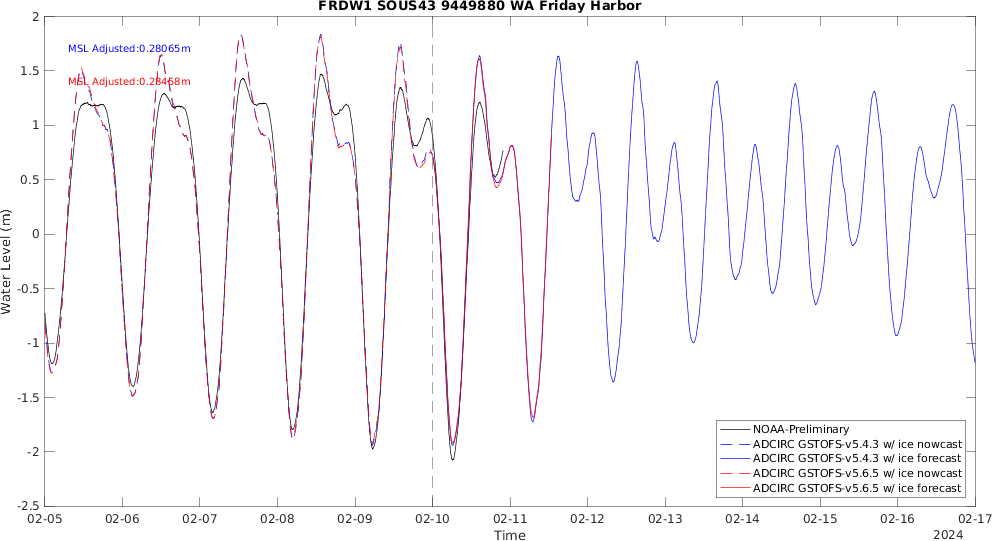 FRDW1 SOUS43 9449880 WA Friday Harbor
MSL Adjusted:0.28065m
MSL Adjusted:0.28458m
Water Level (m)
2
1.5
1
0.5
0
-0.5
-1
-1.5
-2
-2.5
02-05
02-06
02-07
02-08
02-09
02-10
02-11
02-12
02-13
02-14
02-15
02-16
02-17
Time
2024
NOAA-Preliminary
ADCIRC GSTOFS-v5.4.3 w/ ice nowcast
ADCIRC GSTOFS-v5.4.3 w/ ice forecast
ADCIRC GSTOFS-v5.6.5 w/ ice nowcast
ADCIRC GSTOFS-v5.6.5 w/ ice forecast